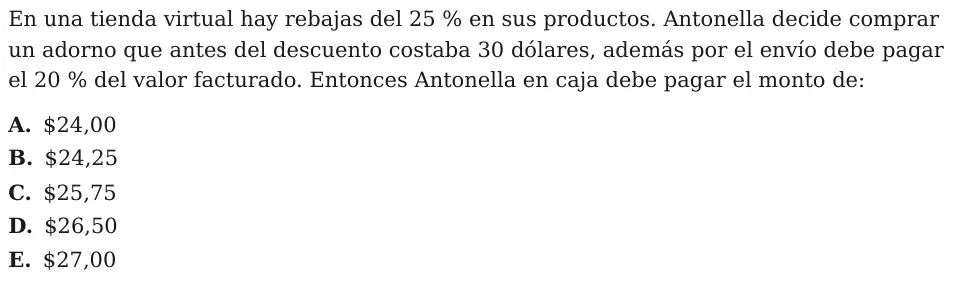 En una tienda virtual hay rebajas del 25 % en sus productos. Antonella decide comprar
un adorno que antes del descuento costaba 30 dólares, además por el envío debe pagar
el 20 % del valor facturado. Entonces Antonella en caja debe pagar el monto de:
A. $24,00
B. $24,25
C. $25,75
D. $26,50
E. $27,00